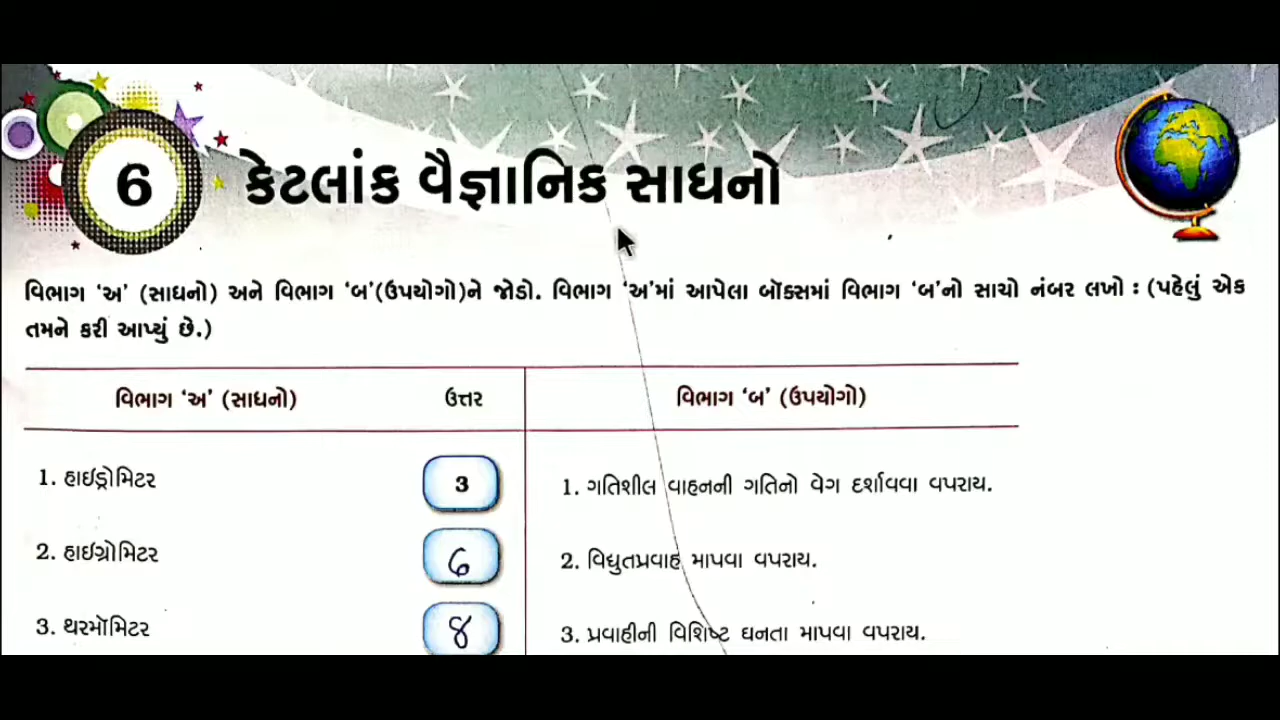 6 કેટલાંક વૈજ્ઞાનિક સાધનો
વિભાગ ‘અ’ (સાધનો) અને વિભાગ ‘બ’(ઉપયોગો)ને જોડો. વિભાગ ‘અ’માં આપેલા બૉક્સમાં વિભાગ ‘બ’નો સાચો નંબર લખો : (પહેલું એક
તમને કરી આપ્યું છે.)
વિભાગ ‘અ’ (સાધનો) ઉત્તર વિભાગ ‘બ’ (ઉપયોગો)
1. હાઈડ્રોમિટર 3 1. ગતિશીલ વાહનની ગતિનો વેગ દર્શાવવા વપરાય.
2. હાઈગ્રોમિટર 6 2. વિદ્યુતપ્રવાહ માપવા વપરાય.
3. થરમૉમિટર 8 3. પ્રવાહીની વિશિષ્ટ ઘનતા માપવા વપરાય.